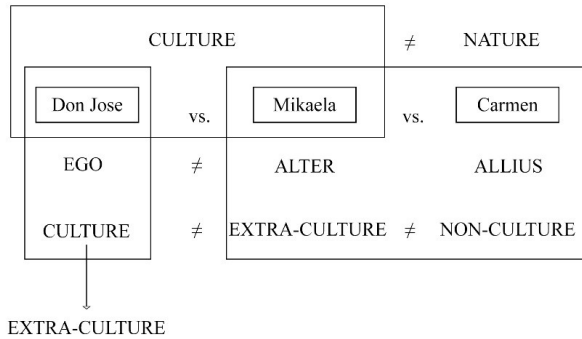 CULTURE ≠ NATURE
Don Jose vs. Mikaela vs. Carmen
EGO ≠ ALTER ALLIUS
CULTURE ≠ EXTRA-CULTURE ≠ NON-CULTURE
EXTRA-CULTURE